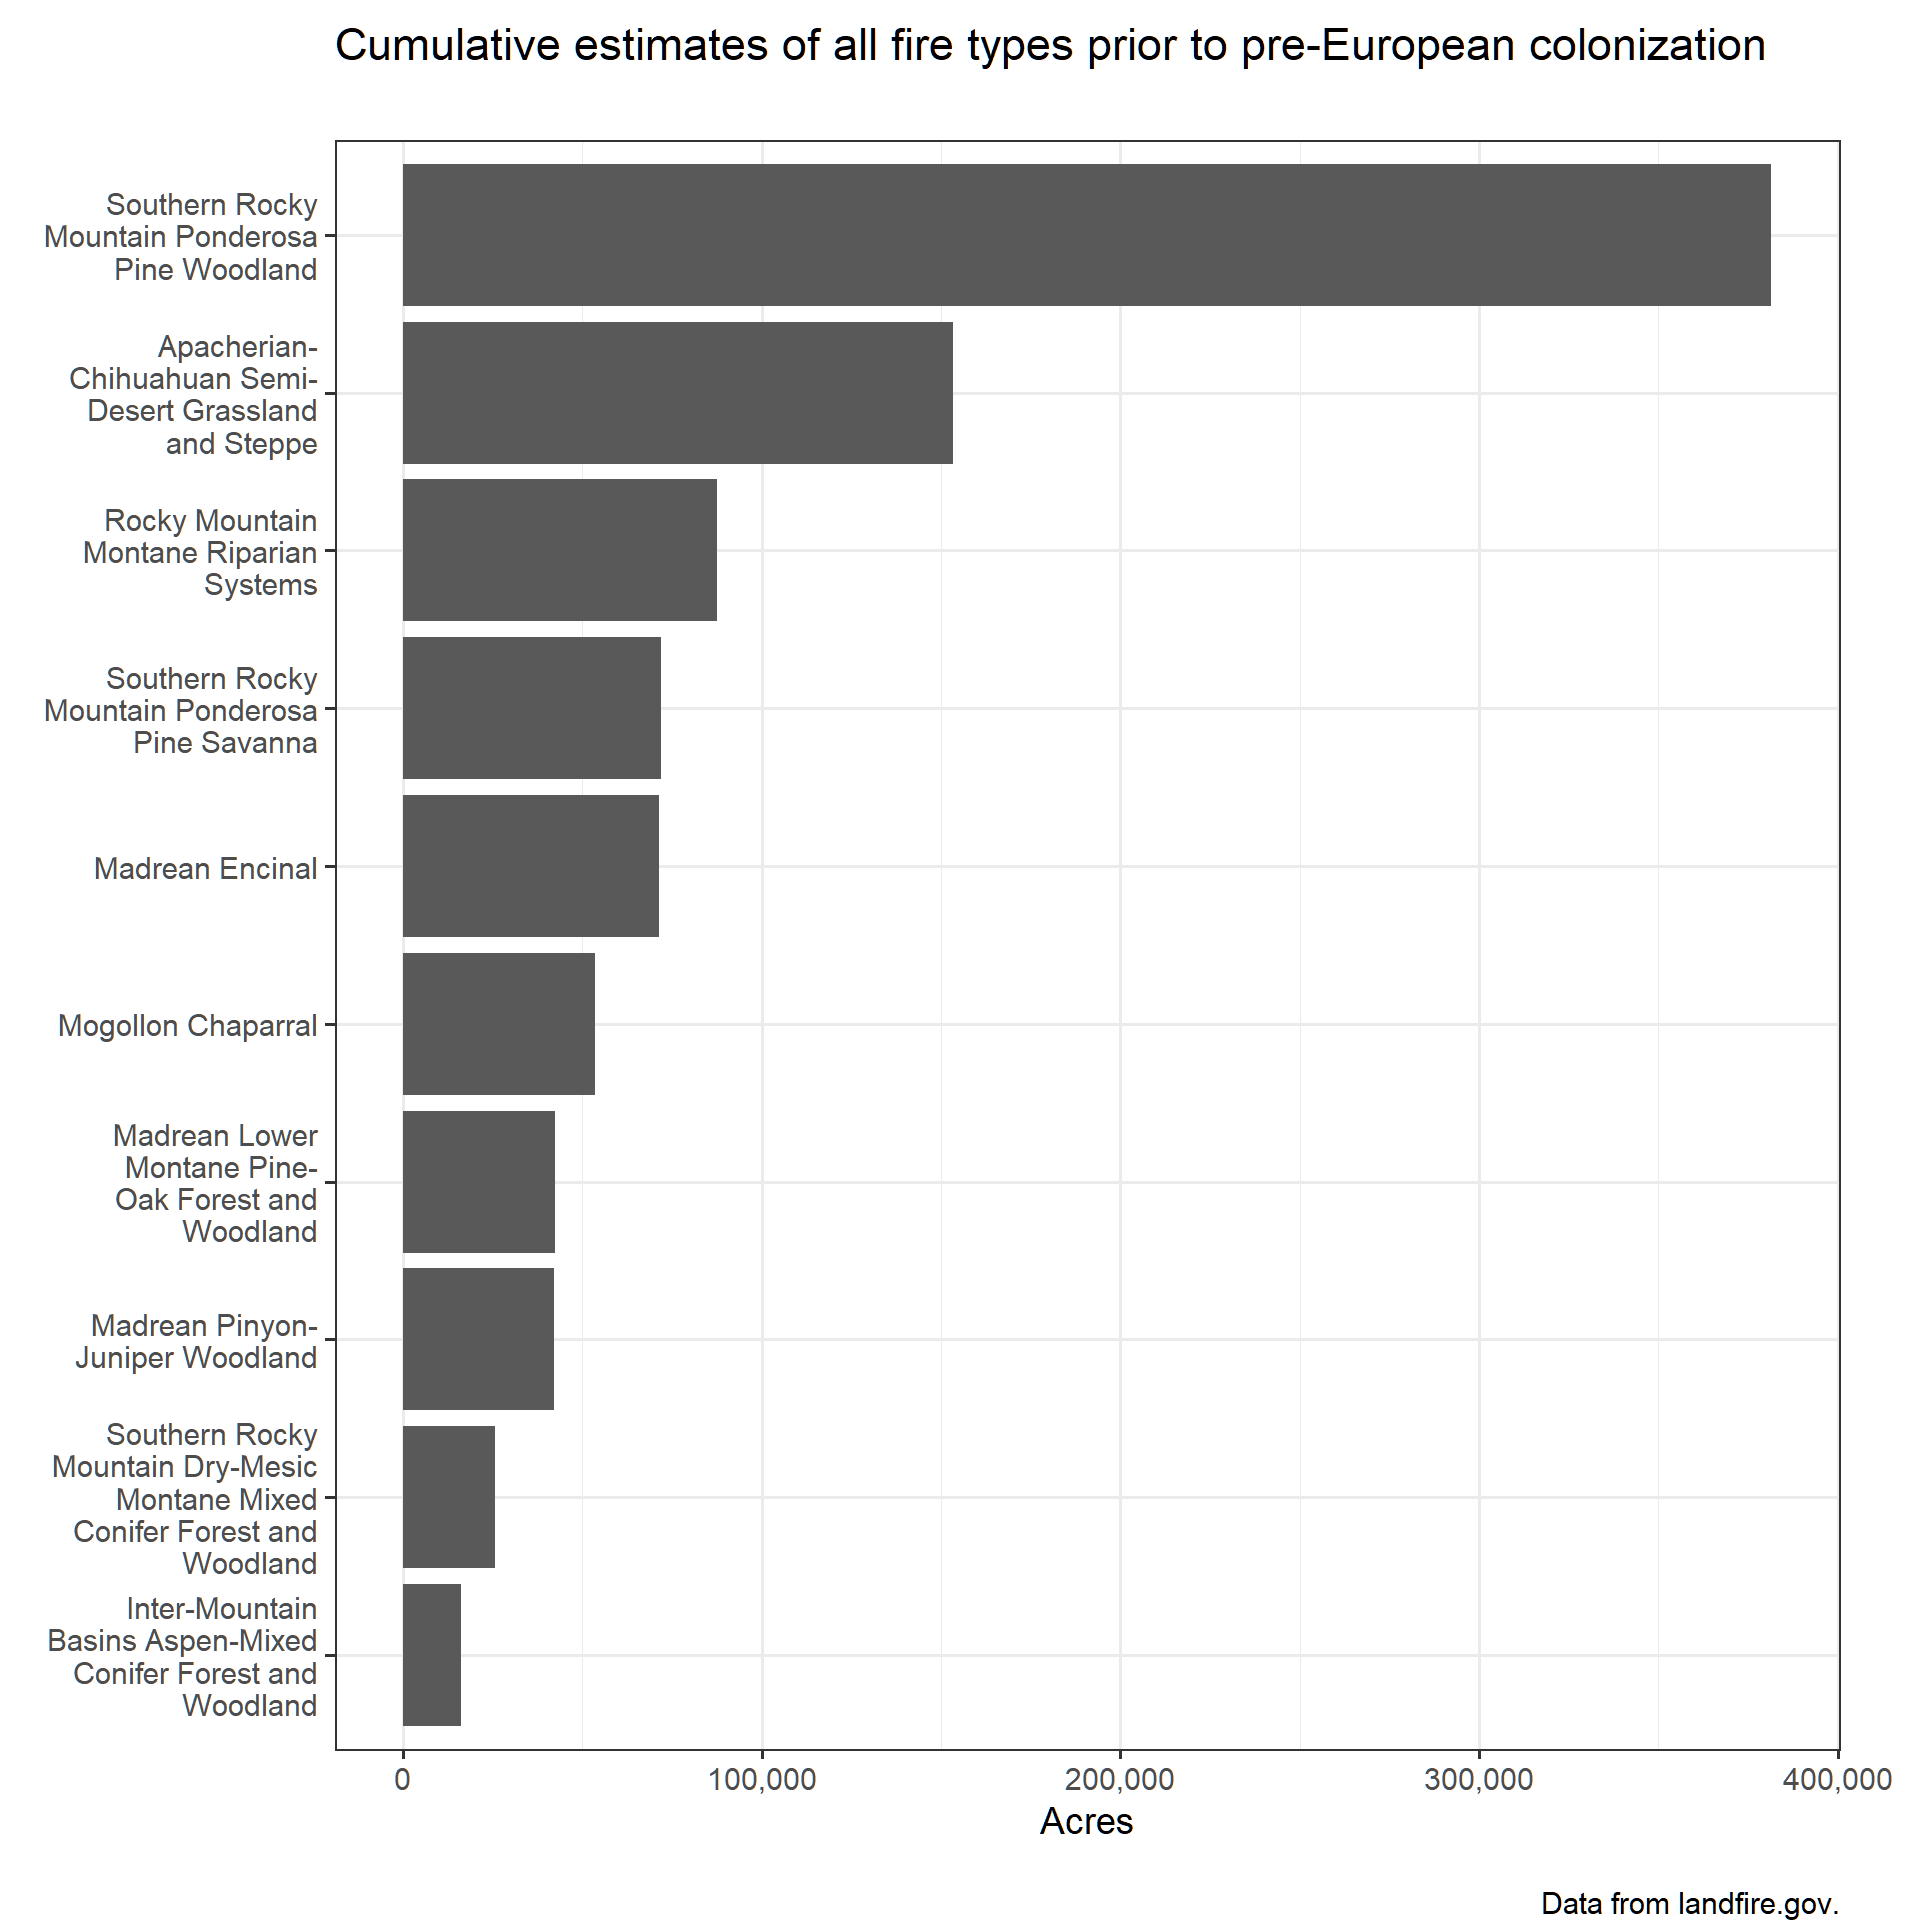 Cumulative estimates of all fire types prior to pre-European colonization
Southern Rocky
Mountain Ponderosa
Pine Woodland
Apacherian-
Chihuahuan Semi-
Desert Grassland
and Steppe
Rocky Mountain
Montane Riparian
Systems
Southern Rocky
Mountain Ponderosa
Pine Savanna
Madrean Encinal
Mogollon Chaparral
Madrean Lower
Montane Pine-
Oak Forest and
Woodland
Madrean Pinyon-
Juniper Woodland
Southern Rocky
Mountain Dry-Mesic
Montane Mixed
Conifer Forest and
Woodland
Inter-Mountain
Basins Aspen-Mixed
Conifer Forest and
Woodland
0 100,000 200,000 300,000 400,000
Acres
Data from landfire.gov.